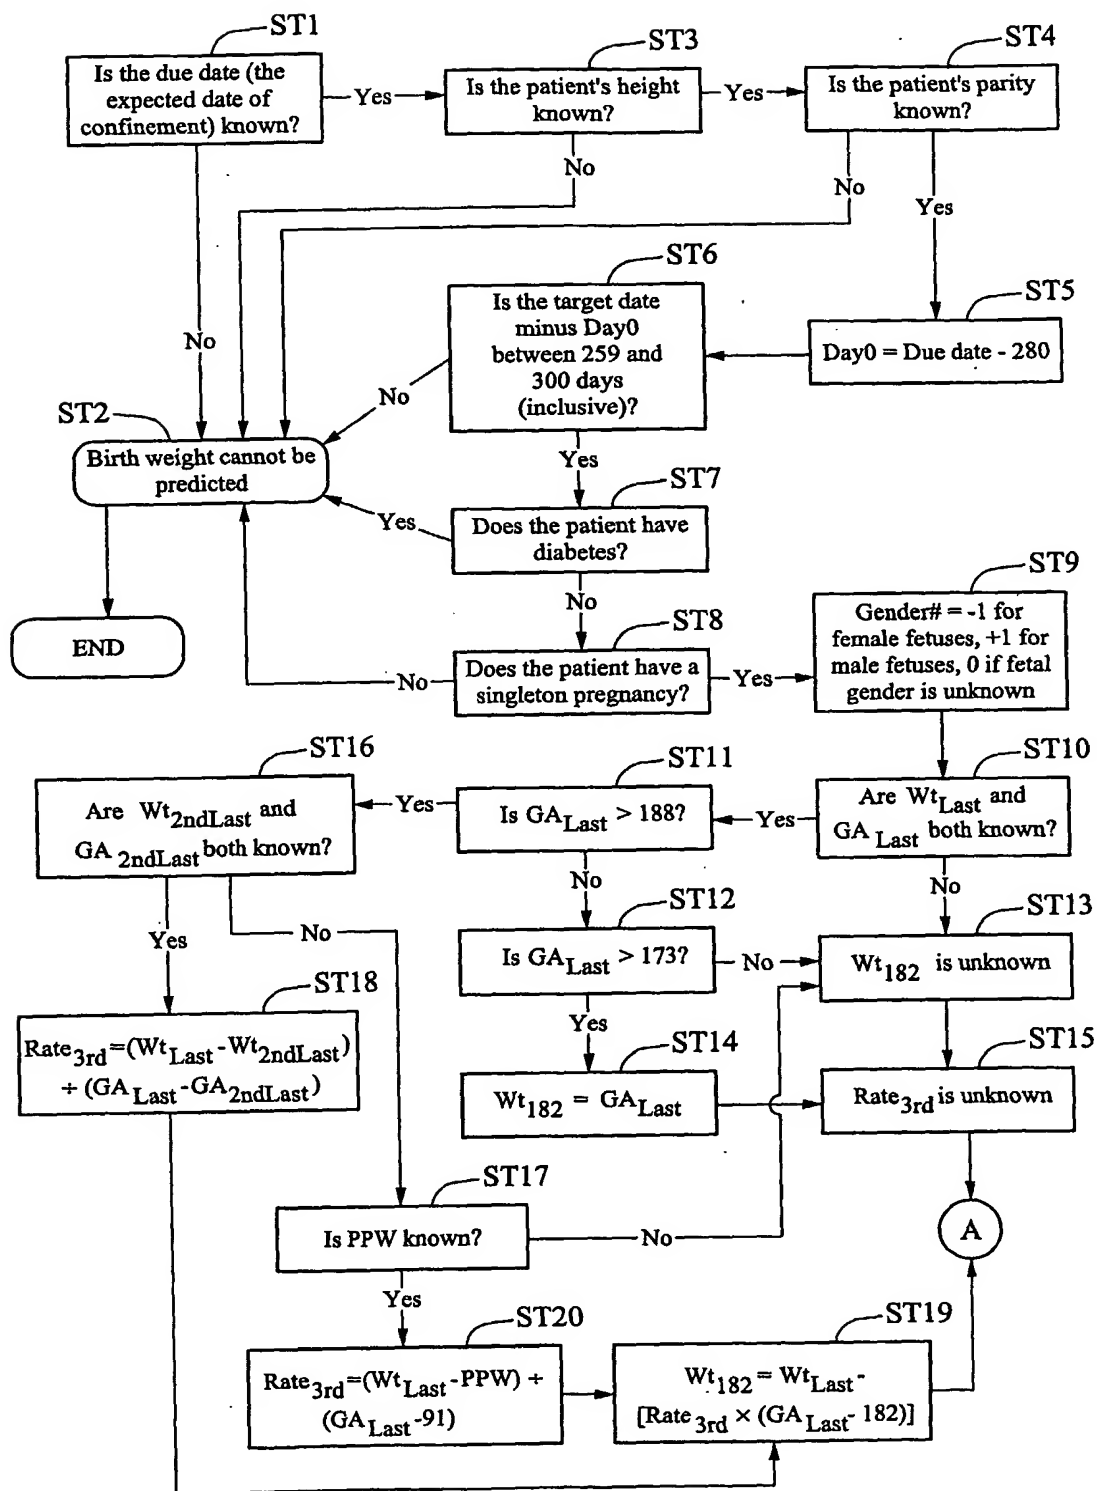 ST1
Is the due date (the
expected date of
confinement) known?
Yes
ST3
Is the patient's height
known?
Yes
ST4
Is the patient's parity
known?
No
No
Yes
ST6
Is the target date
minus Day0
between 259 and
300 days
(inclusive)?
ST5
Day0 = Due date - 280
No
No
ST2
Birth weight cannot be
predicted
Yes
ST7
Does the patient have
diabetes?
Yes
No
END
ST8
Does the patient have a
singleton pregnancy?
No
Yes
ST9
Gender# = -1 for
female fetuses, +1 for
male fetuses, 0 if fetal
gender is unknown
ST16
Are Wt2ndLast and
GA 2ndLast both known?
Yes
ST11
Is GALast > 188?
Yes
ST10
Are WtLast and
GA Last both known?
No
No
Yes
No
ST12
Is GALast > 173?
No
ST13
Wt182 is unknown
ST18
Rate3rd=(WtLast-Wt2ndLast)
÷ (GALast-GA2ndLast)
Yes
ST14
Wt182 = GALast
ST15
Rate3rd is unknown
ST17
Is PPW known?
No
A
Yes
ST20
Rate3rd=(WtLast-PPW) ÷
(GALast-91)
ST19
Wt182 = WtLast-
[Rate3rd × (GALast- 182)]